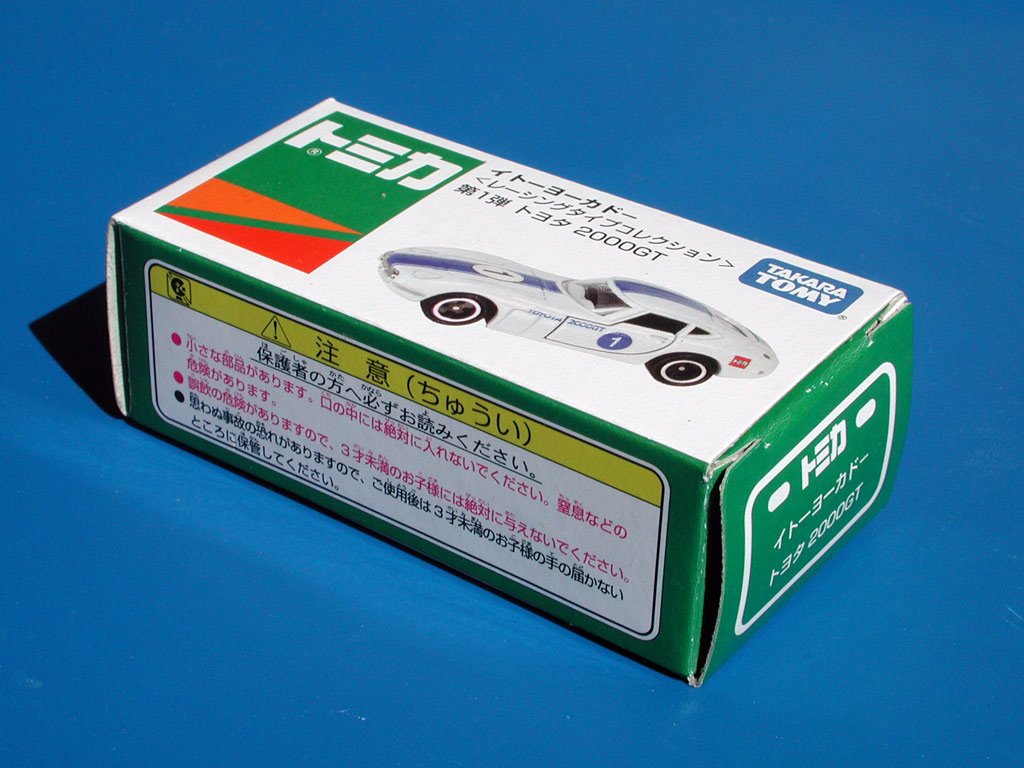 トミカ®
イトーヨーカドー
<レーシングタイプコレクション>
第1弾 トヨタ 2000GT
TAKARA
TOMY®
TOYOTA 2000GT
1
トミカ
⚠ 注意(ちゅうい)
保護者の方へ必ずお読みください。
●小さな部品があります。口の中には絶対に入れないでください。窒息などの
危険があります。
●誤飲の危険がありますので、3才未満のお子様には絶対に与えないでください。
●思わぬ事故の恐れがありますので、ご使用後は3才未満のお子様の手の届かない
ところに保管してください。
トミカ
イトーヨーカドー
トヨタ 2000GT